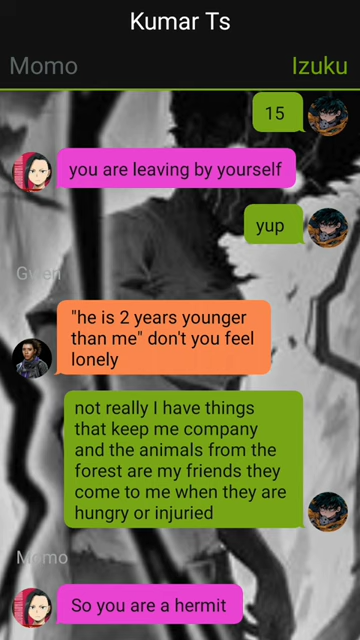 Kumar Ts
Momo
Izuku
15
you are leaving by yourself
yup
Gwen
"he is 2 years younger
than me" don't you feel
lonely
not really I have things
that keep me company
and the animals from the
forest are my friends they
come to me when they are
hungry or injuried
Momo
So you are a hermit